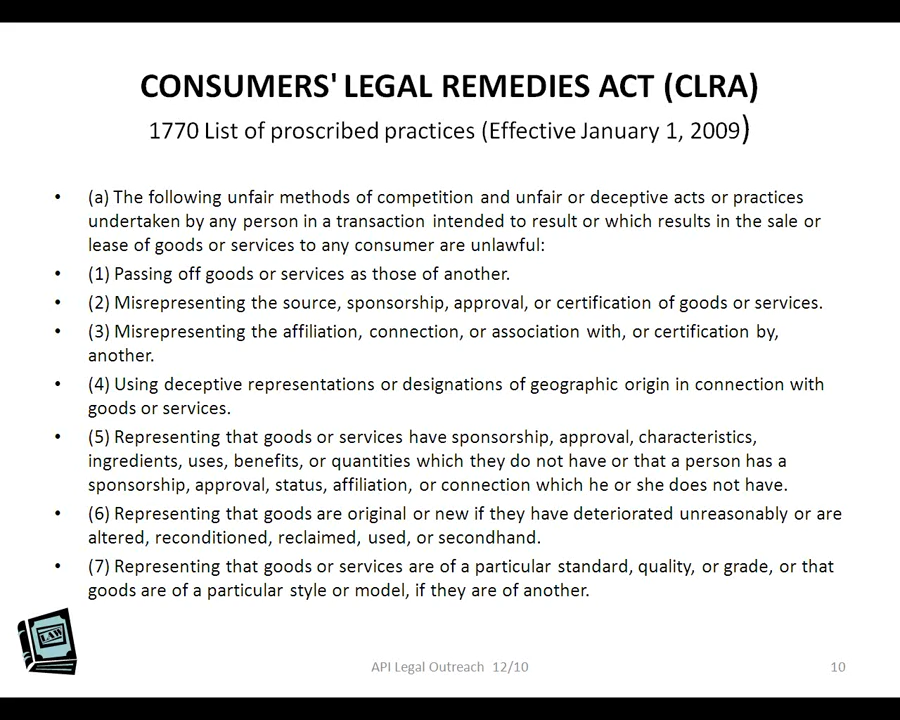 CONSUMERS' LEGAL REMEDIES ACT (CLRA)
1770 List of proscribed practices (Effective January 1, 2009)
• (a) The following unfair methods of competition and unfair or deceptive acts or practices
undertaken by any person in a transaction intended to result or which results in the sale or
lease of goods or services to any consumer are unlawful:
• (1) Passing off goods or services as those of another.
• (2) Misrepresenting the source, sponsorship, approval, or certification of goods or services.
• (3) Misrepresenting the affiliation, connection, or association with, or certification by,
another.
• (4) Using deceptive representations or designations of geographic origin in connection with
goods or services.
• (5) Representing that goods or services have sponsorship, approval, characteristics,
ingredients, uses, benefits, or quantities which they do not have or that a person has a
sponsorship, approval, status, affiliation, or connection which he or she does not have.
• (6) Representing that goods are original or new if they have deteriorated unreasonably or are
altered, reconditioned, reclaimed, used, or secondhand.
• (7) Representing that goods or services are of a particular standard, quality, or grade, or that
goods are of a particular style or model, if they are of another.
LAW
API Legal Outreach 12/10
10